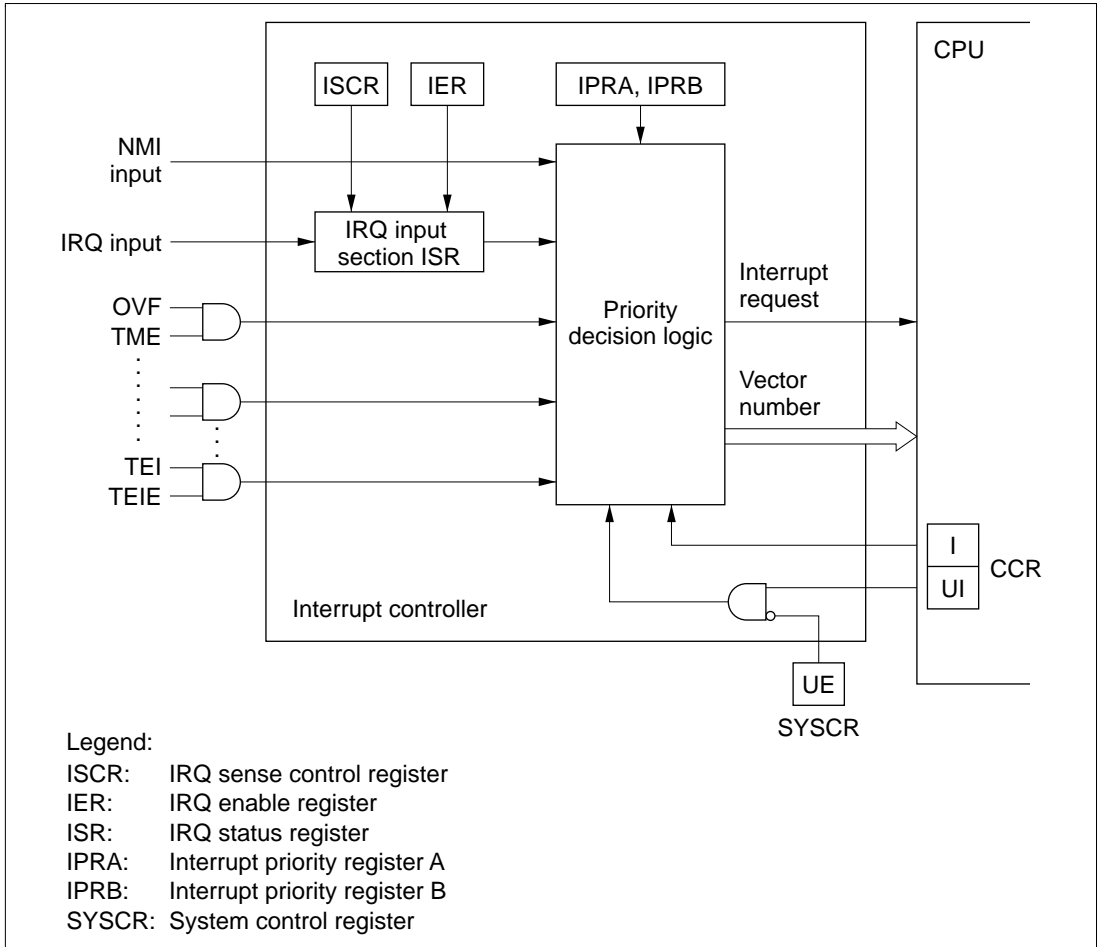 CPU
ISCR
IER
IPRA, IPRB
NMI
input
IRQ input
IRQ input
section ISR
OVF
TME
Priority
decision logic
Interrupt
request
Vector
number
TEI
TEIE
I
UI
CCR
Interrupt controller
UE
SYSCR
Legend:
ISCR: IRQ sense control register
IER: IRQ enable register
ISR: IRQ status register
IPRA: Interrupt priority register A
IPRB: Interrupt priority register B
SYSCR: System control register